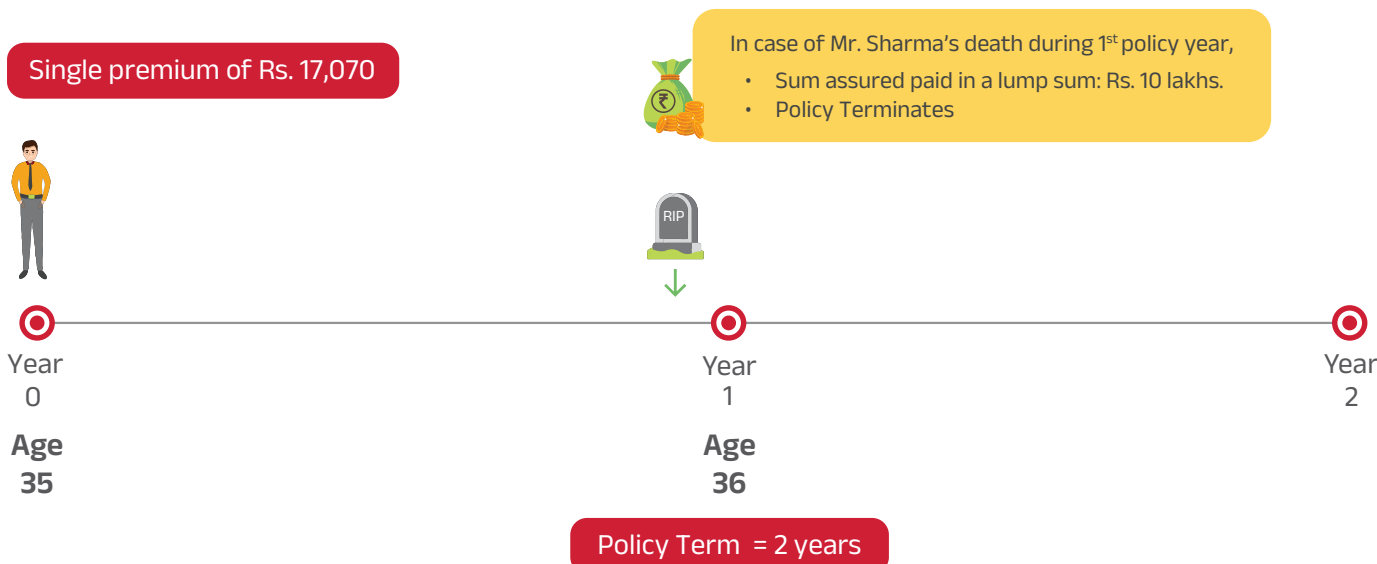 Single premium of Rs. 17,070
In case of Mr. Sharma's death during 1st policy year,
• Sum assured paid in a lump sum: Rs. 10 lakhs.
• Policy Terminates
₹
RIP
Year
0
Age
35
Year
1
Age
36
Year
2
Policy Term = 2 years